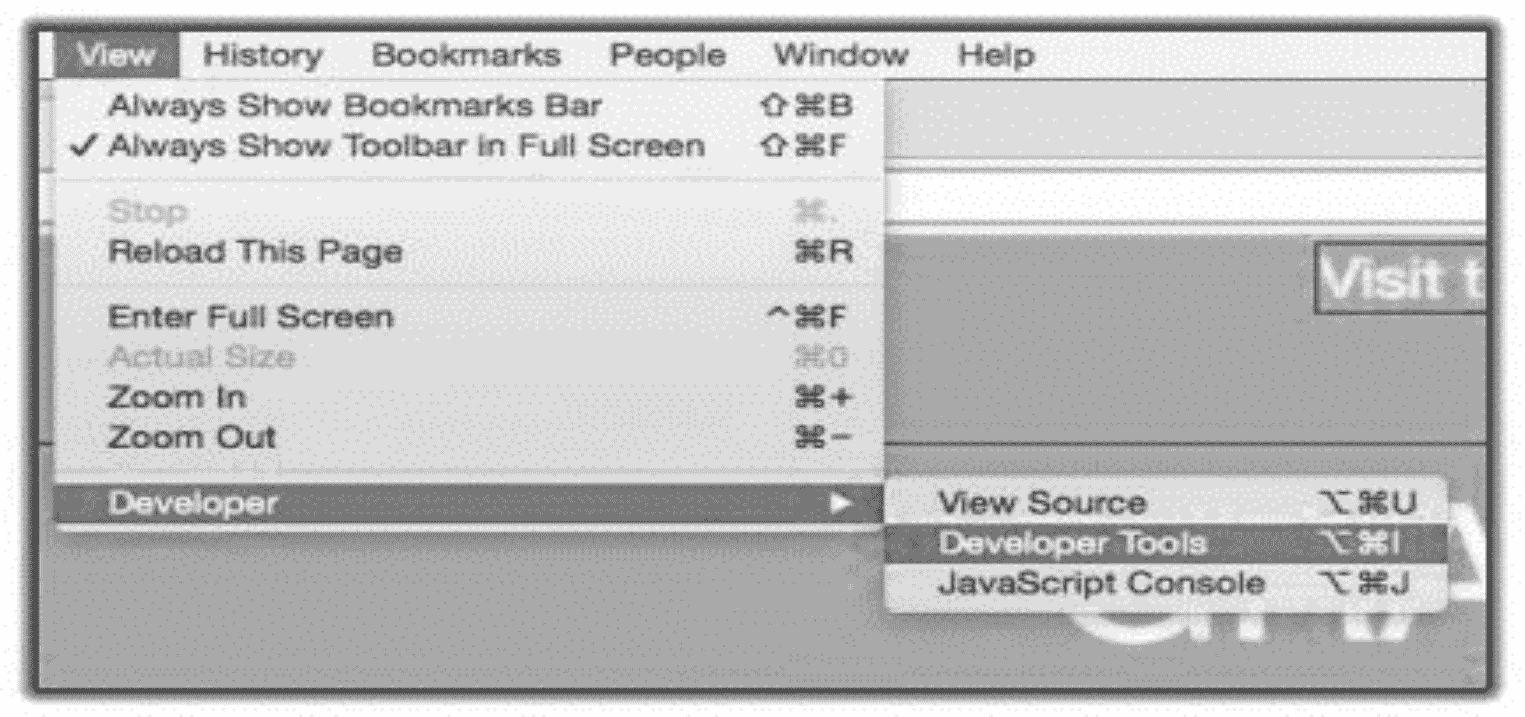 View History Bookmarks People Window Help
Always Show Bookmarks Bar ⇧⌘B
✓ Always Show Toolbar in Full Screen ⇧⌘F
Stop ⌘.
Reload This Page ⌘R
Enter Full Screen ^⌘F
Actual Size ⌘0
Zoom In ⌘+
Zoom Out ⌘−
Developer ▶
View Source ⌥⌘U
Developer Tools ⌥⌘I
JavaScript Console ⌥⌘J
Visit t